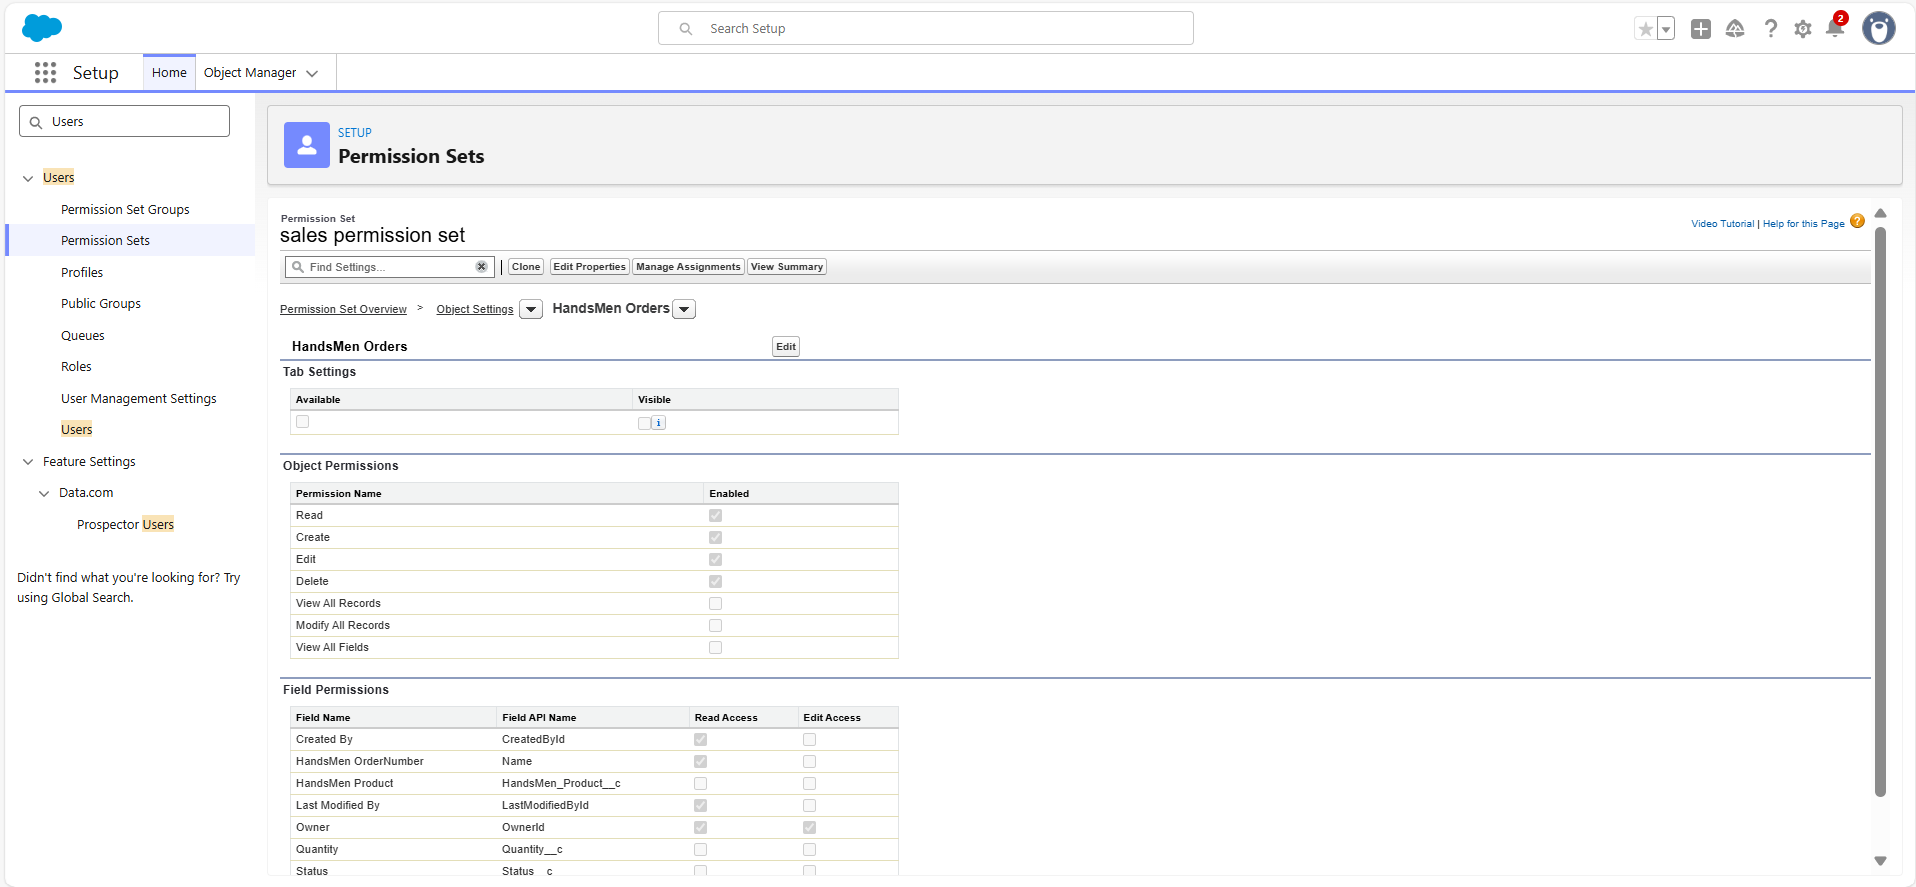 Search Setup
2
Setup
Home
Object Manager
Users
Users
Permission Set Groups
Permission Sets
Profiles
Public Groups
Queues
Roles
User Management Settings
Users
Feature Settings
Data.com
Prospector Users
Didn't find what you're looking for? Try
using Global Search.
SETUP
Permission Sets
Permission Set
sales permission set
Video Tutorial | Help for this Page ?
Find Settings...
Clone
Edit Properties
Manage Assignments
View Summary
Permission Set Overview > Object Settings HandsMen Orders
HandsMen Orders
Edit
Tab Settings
Available Visible
i
Object Permissions
Permission Name Enabled
Read
Create
Edit
Delete
View All Records
Modify All Records
View All Fields
Field Permissions
Field Name Field API Name Read Access Edit Access
Created By CreatedById
HandsMen OrderNumber Name
HandsMen Product HandsMen_Product__c
Last Modified By LastModifiedById
Owner OwnerId
Quantity Quantity__c
Status Status__c